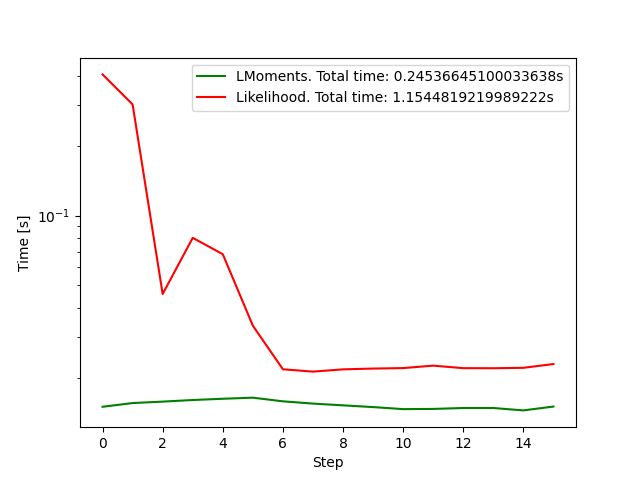 LMoments. Total time: 0.24536645100033638s
Likelihood. Total time: 1.1544819219989222s
Time [s]
10⁻¹
0 2 4 6 8 10 12 14
Step